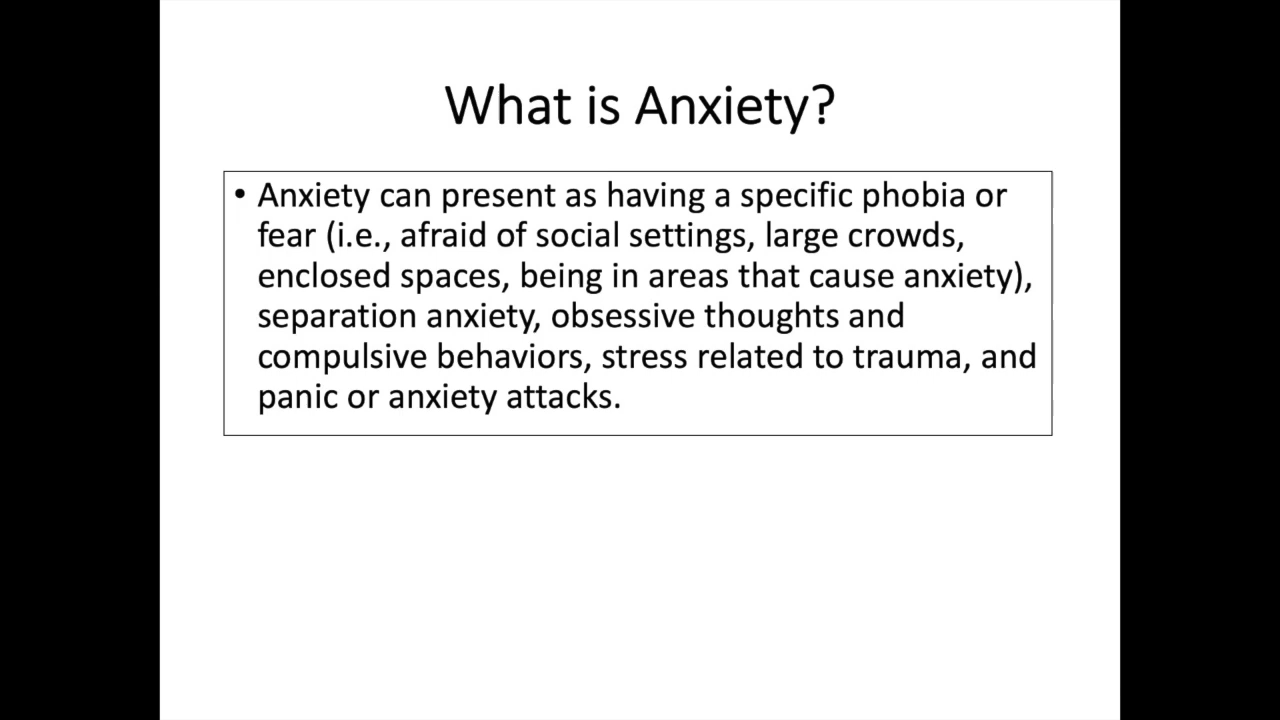 What is Anxiety?
• Anxiety can present as having a specific phobia or
fear (i.e., afraid of social settings, large crowds,
enclosed spaces, being in areas that cause anxiety),
separation anxiety, obsessive thoughts and
compulsive behaviors, stress related to trauma, and
panic or anxiety attacks.